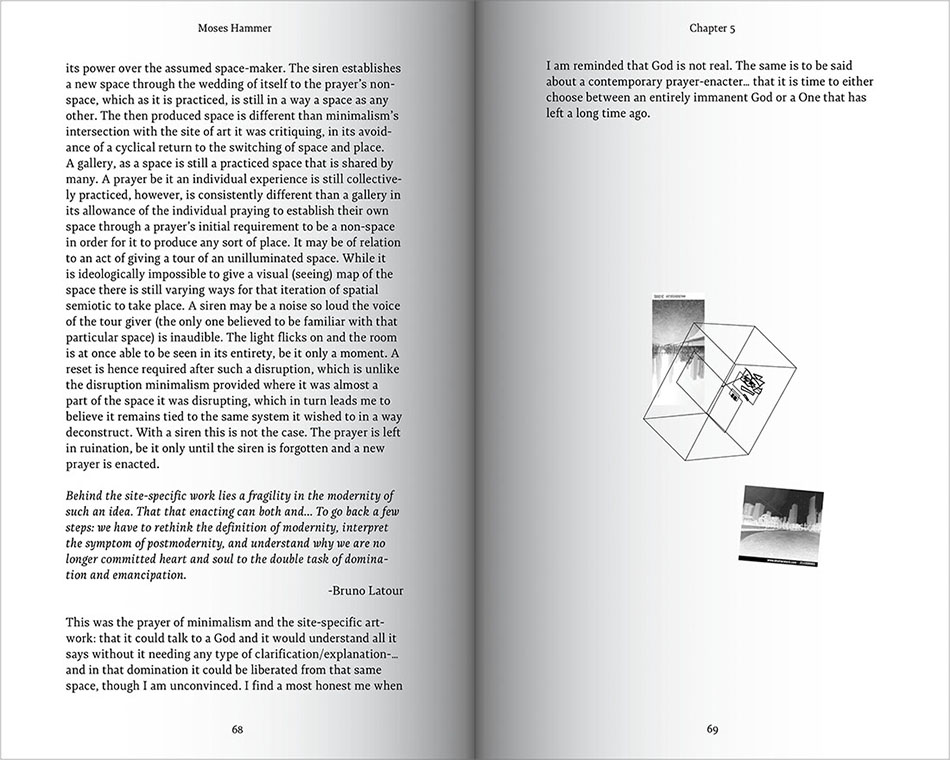 Moses Hammer
its power over the assumed space-maker. The siren establishes
a new space through the wedding of itself to the prayer's non-
space, which as it is practiced, is still in a way a space as any
other. The then produced space is different than minimalism's
intersection with the site of art it was critiquing, in its avoid-
ance of a cyclical return to the switching of space and place.
A gallery, as a space is still a practiced space that is shared by
many. A prayer be it an individual experience is still collective-
ly practiced, however, is consistently different than a gallery in
its allowance of the individual praying to establish their own
space through a prayer's initial requirement to be a non-space
in order for it to produce any sort of place. It may be of relation
to an act of giving a tour of an unilluminated space. While it
is ideologically impossible to give a visual (seeing) map of the
space there is still varying ways for that iteration of spatial
semiotic to take place. A siren may be a noise so loud the voice
of the tour giver (the only one believed to be familiar with that
particular space) is inaudible. The light flicks on and the room
is at once able to be seen in its entirety, be it only a moment. A
reset is hence required after such a disruption, which is unlike
the disruption minimalism provided where it was almost a
part of the space it was disrupting, which in turn leads me to
believe it remains tied to the same system it wished to in a way
deconstruct. With a siren this is not the case. The prayer is left
in ruination, be it only until the siren is forgotten and a new
prayer is enacted.
Behind the site-specific work lies a fragility in the modernity of
such an idea. That that enacting can both and... To go back a few
steps: we have to rethink the definition of modernity, interpret
the symptom of postmodernity, and understand why we are no
longer committed heart and soul to the double task of domina-
tion and emancipation.
-Bruno Latour
This was the prayer of minimalism and the site-specific art-
work: that it could talk to a God and it would understand all it
says without it needing any type of clarification/explanation-...
and in that domination it could be liberated from that same
space, though I am unconvinced. I find a most honest me when
68
Chapter 5
I am reminded that God is not real. The same is to be said
about a contemporary prayer-enacter... that it is time to either
choose between an entirely immanent God or a One that has
left a long time ago.
69